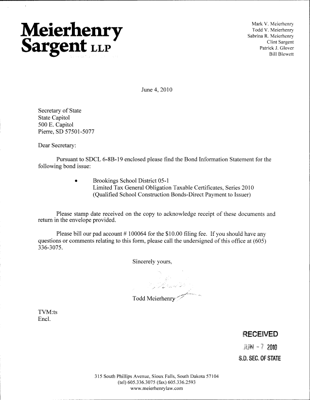 Meierhenry
Sargent LLP
Mark V. Meierhenry
Todd V. Meierhenry
Sabrina R. Meierhenry
Clint Sargent
Patrick J. Glover
Bill Blewett
June 4, 2010
Secretary of State
State Capitol
500 E. Capitol
Pierre, SD 57501-5077
Dear Secretary:
Pursuant to SDCL 6-8B-19 enclosed please find the Bond Information Statement for the
following bond issue:
• Brookings School District 05-1
Limited Tax General Obligation Taxable Certificates, Series 2010
(Qualified School Construction Bonds-Direct Payment to Issuer)
Please stamp date received on the copy to acknowledge receipt of these documents and
return in the envelope provided.
Please bill our pad account # 100064 for the $10.00 filing fee. If you should have any
questions or comments relating to this form, please call the undersigned of this office at (605)
336-3075.
Sincerely yours,
Todd Meierhenry
TVM:ts
Encl.
RECEIVED
JUN - 7 2010
S.D. SEC. OF STATE
315 South Phillips Avenue, Sioux Falls, South Dakota 57104
(tel) 605.336.3075 (fax) 605.336.2593
www.meierhenrylaw.com